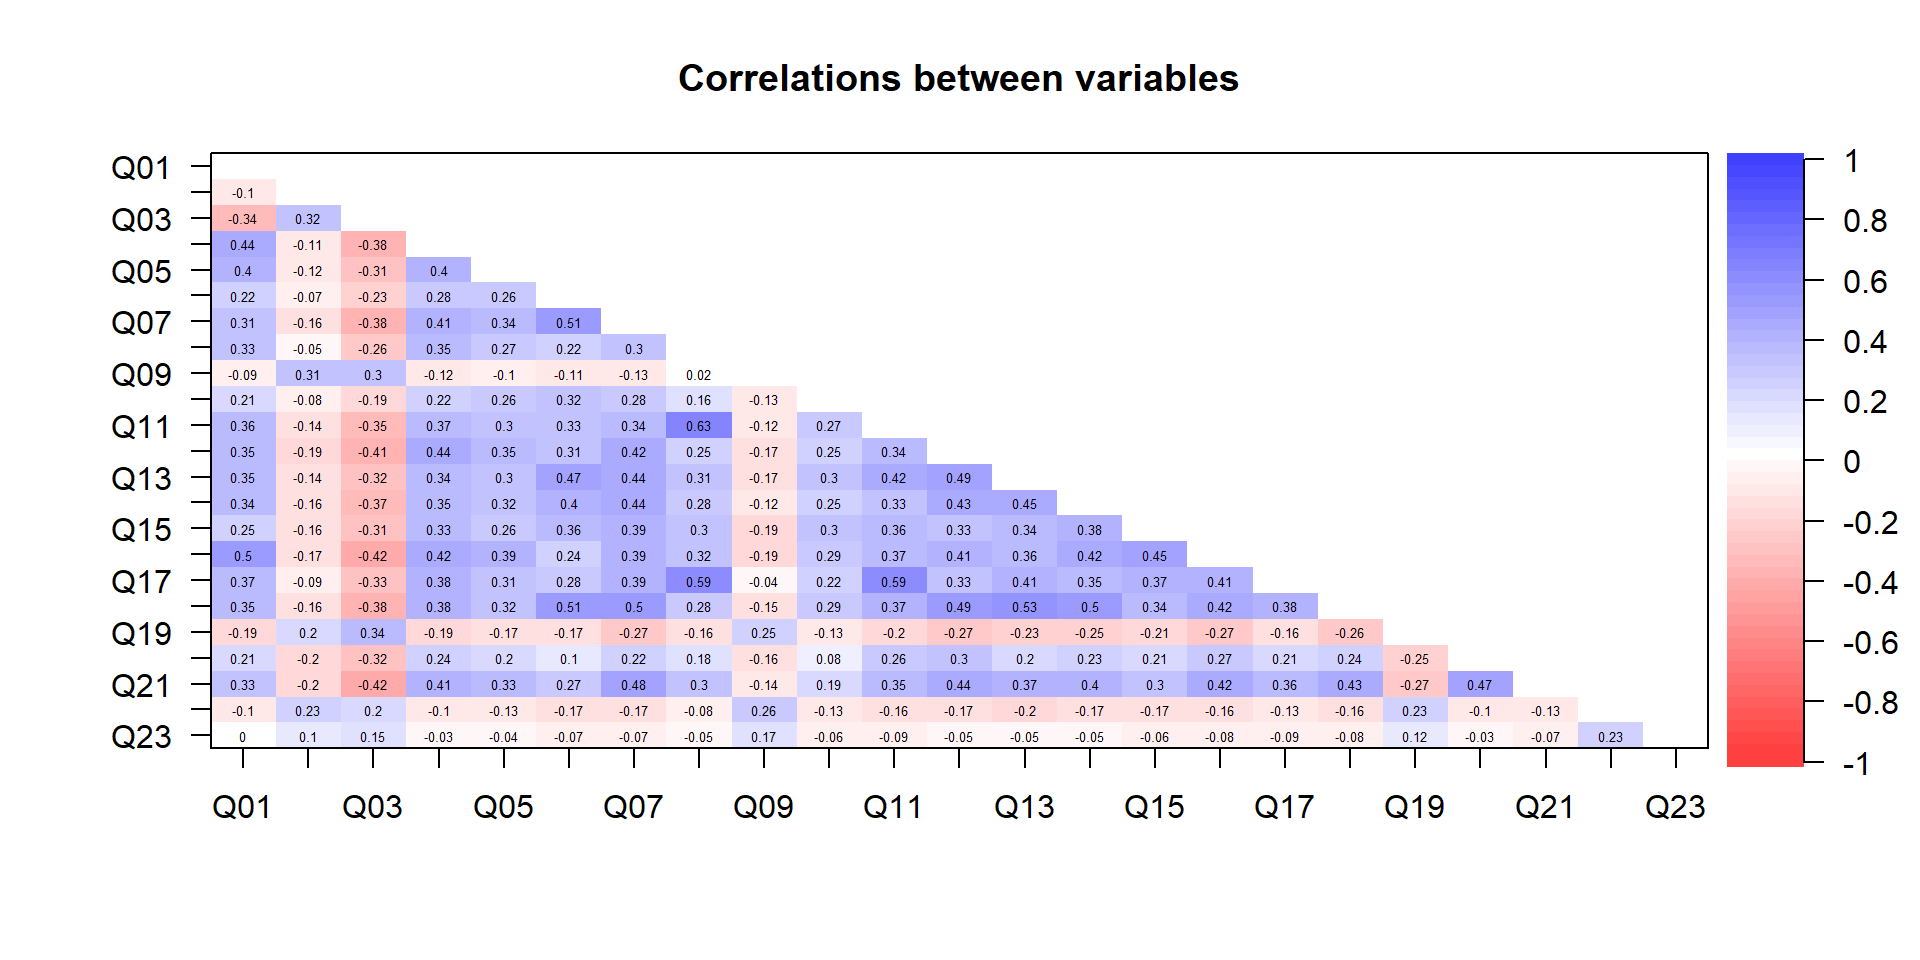 Correlations between variables
Q01 1
-0.1
Q03 -0.34 0.32 0.8
0.44 -0.11 -0.38
Q05 0.4 -0.12 -0.31 0.4 0.6
0.22 -0.07 -0.23 0.28 0.26
Q07 0.31 -0.16 -0.38 0.41 0.34 0.51 0.4
0.33 -0.05 -0.26 0.35 0.27 0.22 0.3
Q09 -0.09 0.31 0.3 -0.12 -0.1 -0.11 -0.13 0.02 0.2
0.21 -0.08 -0.19 0.22 0.26 0.32 0.28 0.16 -0.13
Q11 0.36 -0.14 -0.35 0.37 0.3 0.33 0.34 0.63 -0.12 0.27
0.35 -0.19 -0.41 0.44 0.35 0.31 0.42 0.25 -0.17 0.25 0.34 0
Q13 0.35 -0.14 -0.32 0.34 0.3 0.47 0.44 0.31 -0.17 0.3 0.42 0.49
0.34 -0.16 -0.37 0.35 0.32 0.4 0.44 0.28 -0.12 0.25 0.33 0.43 0.45
Q15 0.25 -0.16 -0.31 0.33 0.26 0.36 0.39 0.3 -0.19 0.3 0.36 0.33 0.34 0.38 -0.2
0.5 -0.17 -0.42 0.42 0.39 0.24 0.39 0.32 -0.19 0.29 0.37 0.41 0.36 0.42 0.45
Q17 0.37 -0.09 -0.33 0.38 0.31 0.28 0.39 0.59 -0.04 0.22 0.59 0.33 0.41 0.35 0.37 0.41 -0.4
0.35 -0.16 -0.38 0.38 0.32 0.51 0.5 0.28 -0.15 0.29 0.37 0.49 0.53 0.5 0.34 0.42 0.38
Q19 -0.19 0.2 0.34 -0.19 -0.17 -0.17 -0.27 -0.16 0.25 -0.13 -0.2 -0.27 -0.23 -0.25 -0.21 -0.27 -0.16 -0.26 -0.6
0.21 -0.2 -0.32 0.24 0.2 0.1 0.22 0.18 -0.16 0.08 0.26 0.3 0.2 0.23 0.21 0.27 0.21 0.24 -0.25
Q21 0.33 -0.2 -0.42 0.41 0.33 0.27 0.48 0.3 -0.14 0.19 0.35 0.44 0.37 0.4 0.3 0.42 0.36 0.43 -0.27 0.47 -0.8
-0.1 0.23 0.2 -0.1 -0.13 -0.17 -0.17 -0.08 0.26 -0.13 -0.16 -0.17 -0.2 -0.17 -0.17 -0.16 -0.13 -0.16 0.23 -0.1 -0.13
Q23 0 0.1 0.15 -0.03 -0.04 -0.07 -0.07 -0.05 0.17 -0.06 -0.09 -0.05 -0.05 -0.05 -0.06 -0.08 -0.09 -0.08 0.12 -0.03 -0.07 0.23 -1
Q01 Q03 Q05 Q07 Q09 Q11 Q13 Q15 Q17 Q19 Q21 Q23